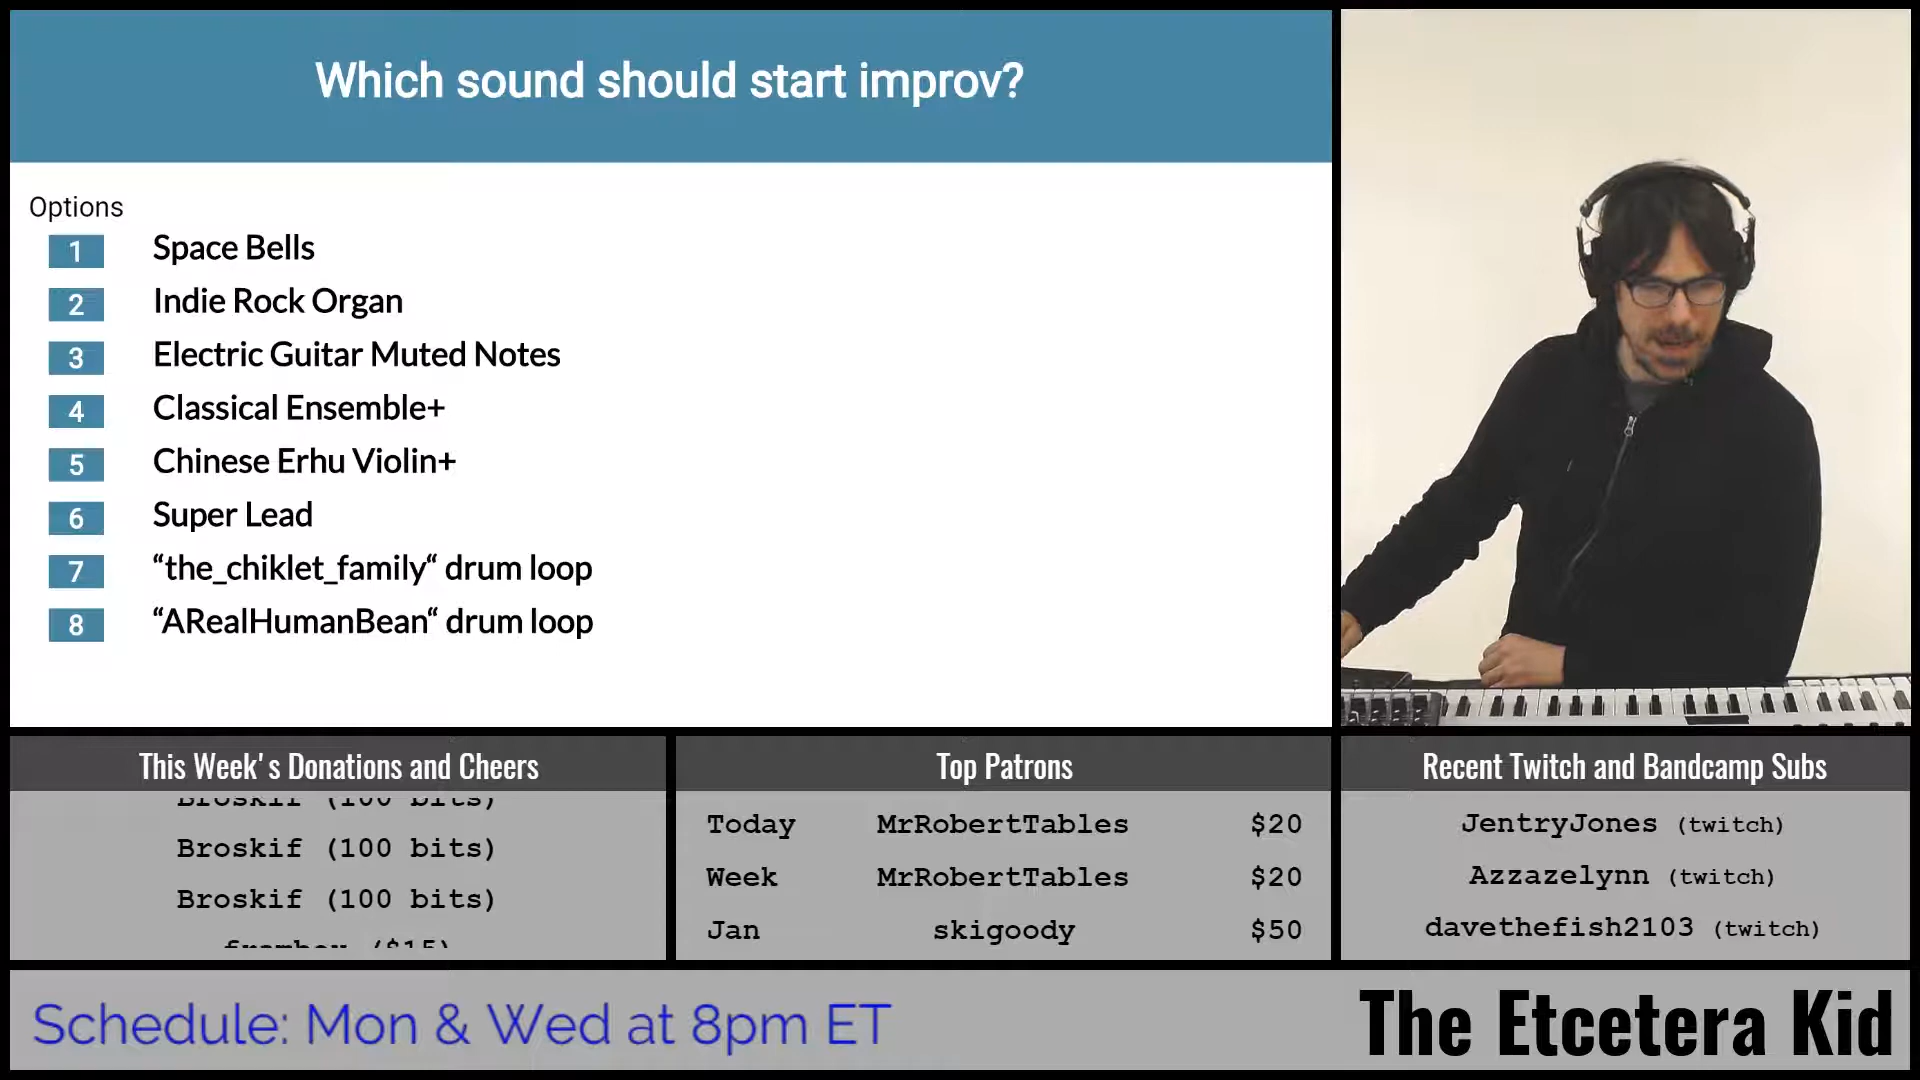 Which sound should start improv?
Options
1 Space Bells
2 Indie Rock Organ
3 Electric Guitar Muted Notes
4 Classical Ensemble+
5 Chinese Erhu Violin+
6 Super Lead
7 “the_chiklet_family“ drum loop
8 “ARealHumanBean“ drum loop
This Week's Donations and Cheers
Broskif (100 bits)
Broskif (100 bits)
Broskif (100 bits)
Top Patrons
Today MrRobertTables $20
Week MrRobertTables $20
Jan skigoody $50
Recent Twitch and Bandcamp Subs
JentryJones (twitch)
Azzazelynn (twitch)
davethefish2103 (twitch)
Schedule: Mon & Wed at 8pm ET
The Etcetera Kid